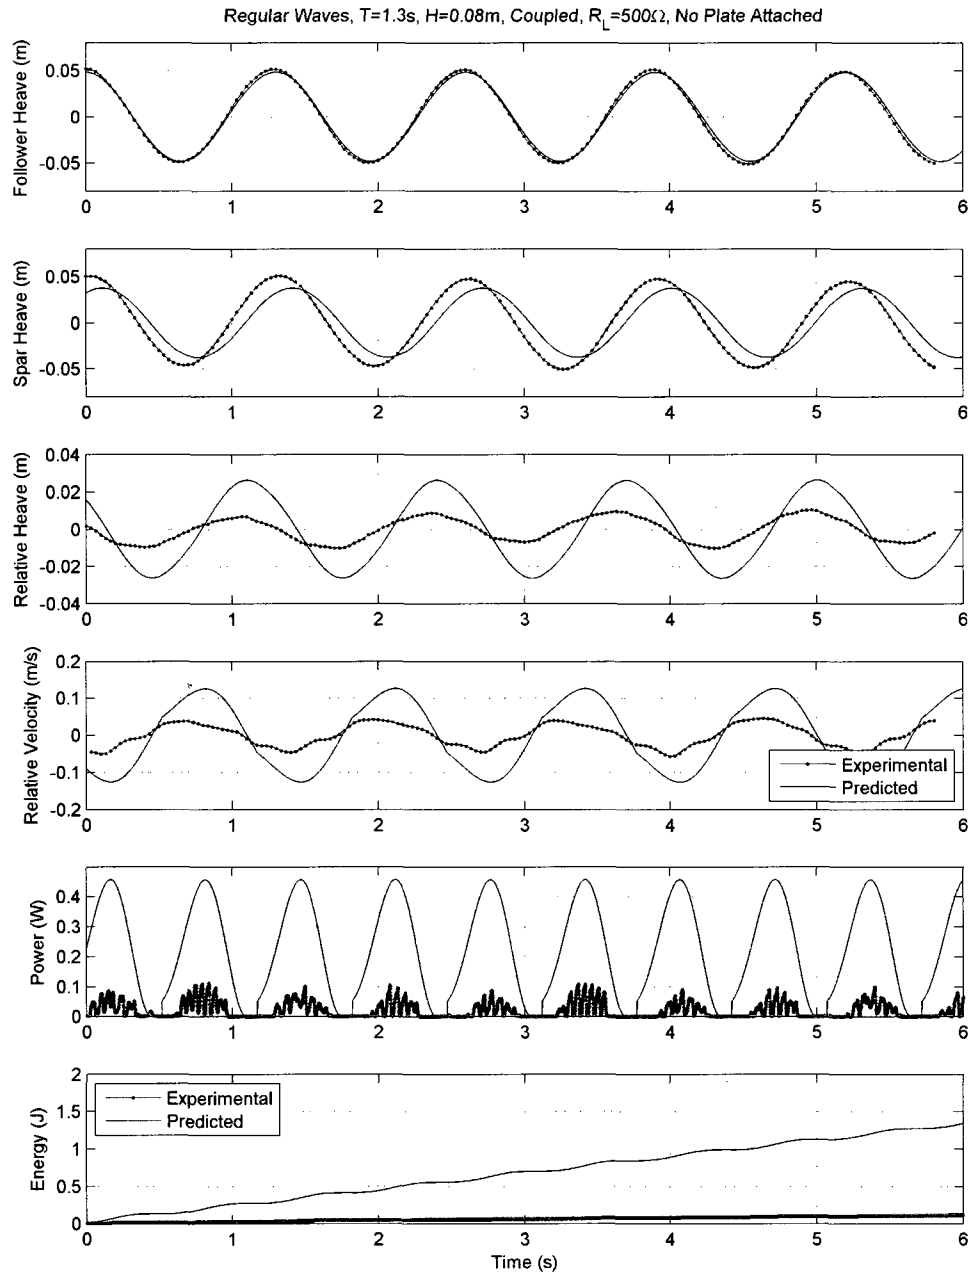 Regular Waves, T=1.3s, H=0.08m, Coupled, R_L=500Ω, No Plate Attached
Follower Heave (m)
0.05
0
-0.05
0 1 2 3 4 5 6
Spar Heave (m)
0.05
0
-0.05
0 1 2 3 4 5 6
Relative Heave (m)
0.04
0.02
0
-0.02
-0.04
0 1 2 3 4 5 6
Relative Velocity (m/s)
0.2
0.1
0
-0.1
-0.2
Experimental
Predicted
0 1 2 3 4 5 6
Power (W)
0.4
0.3
0.2
0.1
0
0 1 2 3 4 5 6
Energy (J)
2
1.5
1
0.5
0
Experimental
Predicted
0 1 2 3 4 5 6
Time (s)